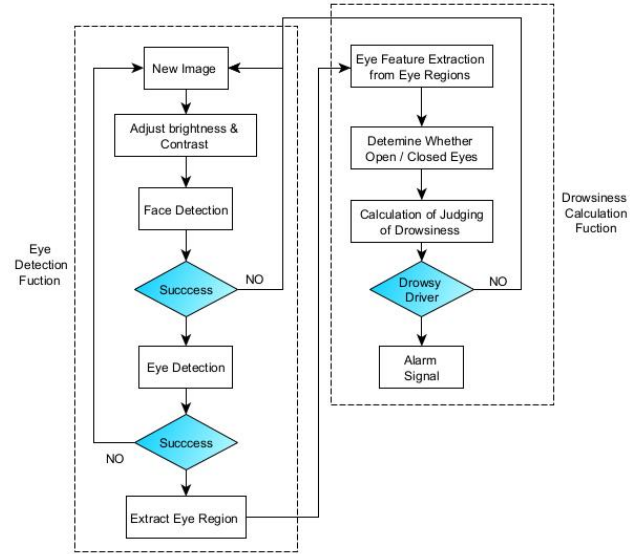 New Image
Adjust brightness &
Contrast
Face Detection
Succcess
NO
Eye Detection
Succcess
NO
Extract Eye Region
Eye
Detection
Fuction
Eye Feature Extraction
from Eye Regions
Detemine Whether
Open / Closed Eyes
Calculation of Judging
of Drowsiness
Drowsy
Driver
NO
Alarm
Signal
Drowsiness
Calculation
Fuction